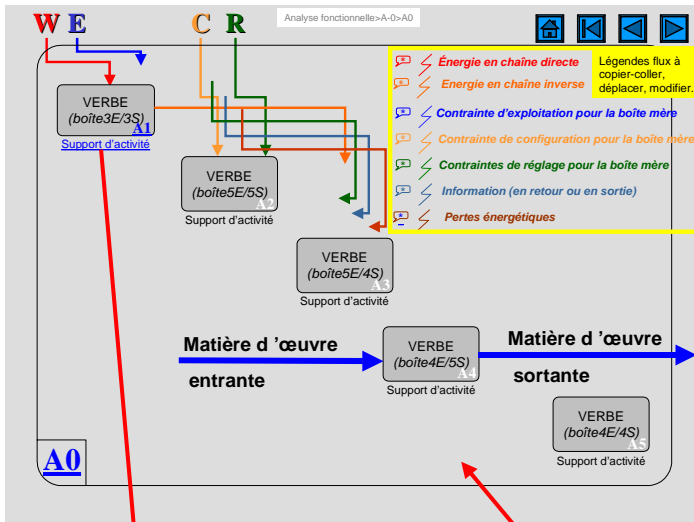 Analyse fonctionnelle>A-0>A0
W E C R
Énergie en chaîne directe
Energie en chaîne inverse
Contrainte d'exploitation pour la boîte mère
Contrainte de configuration pour la boîte mère
Contraintes de réglage pour la boîte mère
Information (en retour ou en sortie)
Pertes énergétiques
Légendes flux à
copier-coller,
déplacer, modifier.
VERBE
(boîte3E/3S)
A1
Support d'activité
VERBE
(boîte5E/5S)
A2
Support d'activité
VERBE
(boîte5E/4S)
A3
Support d'activité
Matière d ’œuvre
entrante
VERBE
(boîte4E/5S)
A4
Support d'activité
Matière d ’œuvre
sortante
VERBE
(boîte4E/4S)
A5
Support d'activité
A0